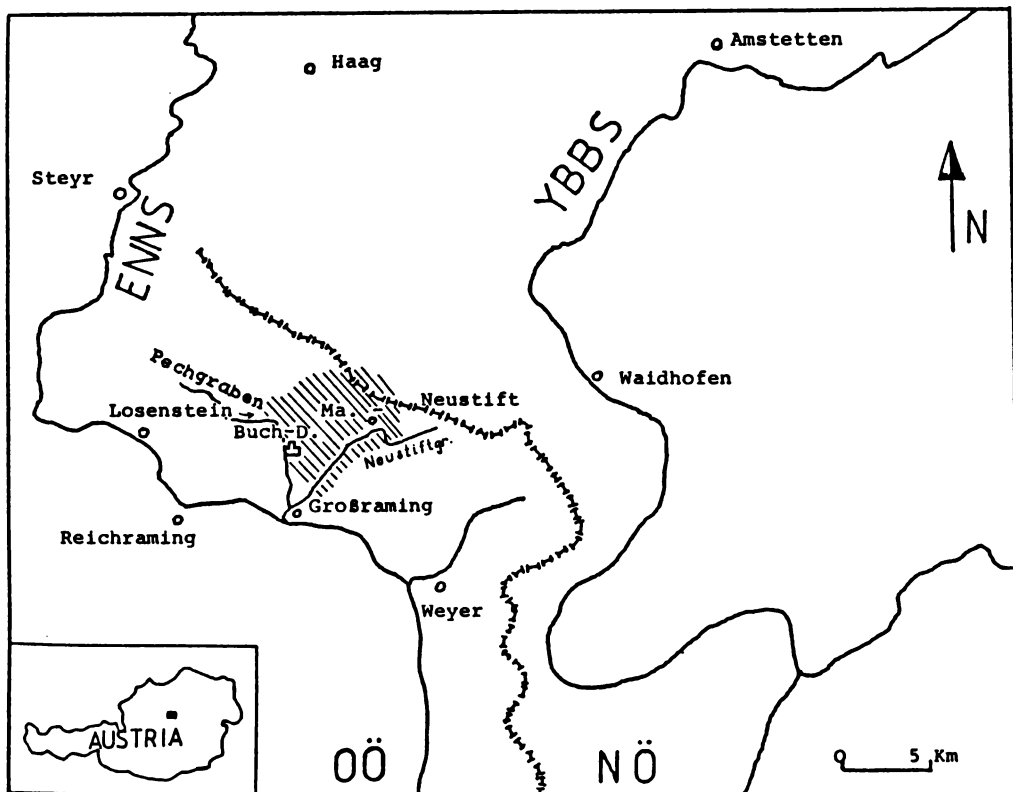 Amstetten
Haag
YBBS
Steyr
ENNS
N
Pechgraben
Waidhofen
Losenstein
Ma.
Neustift
Buch-D.
Neustiftgr.
Großraming
Reichraming
Weyer
AUSTRIA
OÖ
NÖ
0 5 Km